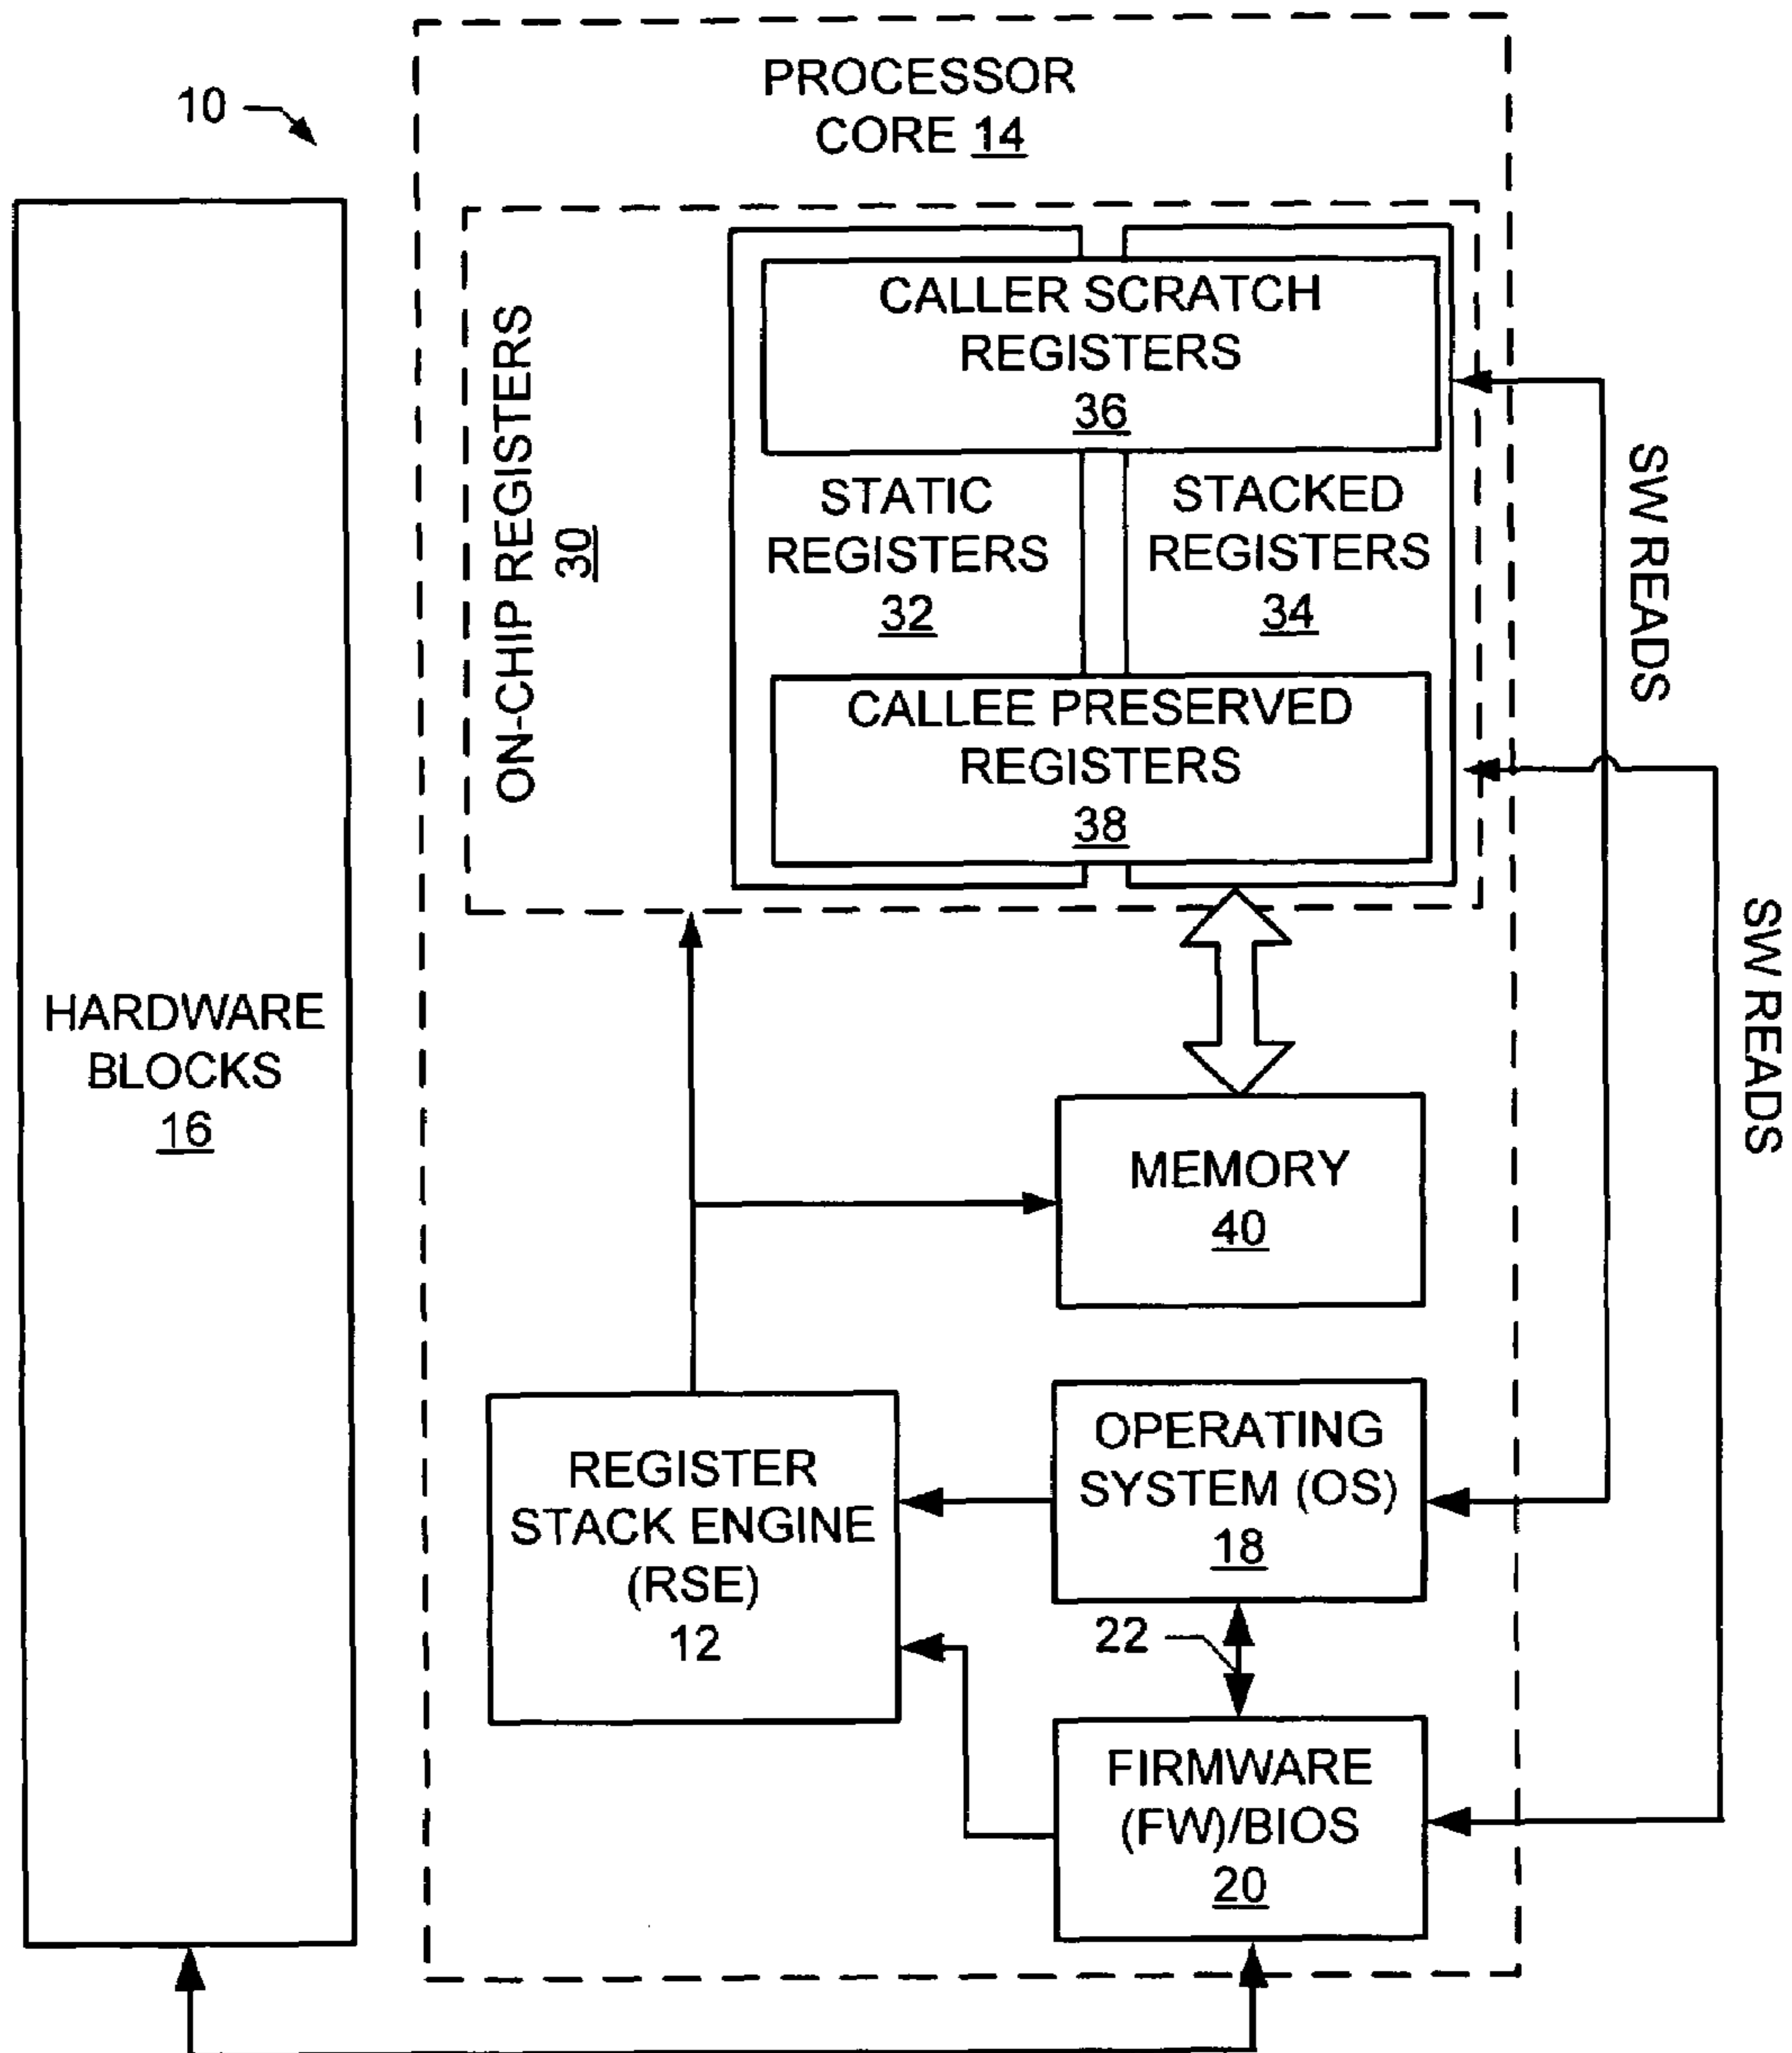 10
PROCESSOR
CORE 14
ON-CHIP REGISTERS
30
CALLER SCRATCH
REGISTERS
36
STATIC
REGISTERS
32
STACKED
REGISTERS
34
CALLEE PRESERVED
REGISTERS
38
SW READS
SW READS
HARDWARE
BLOCKS
16
MEMORY
40
REGISTER
STACK ENGINE
(RSE)
12
OPERATING
SYSTEM (OS)
18
22
FIRMWARE
(FW)/BIOS
20